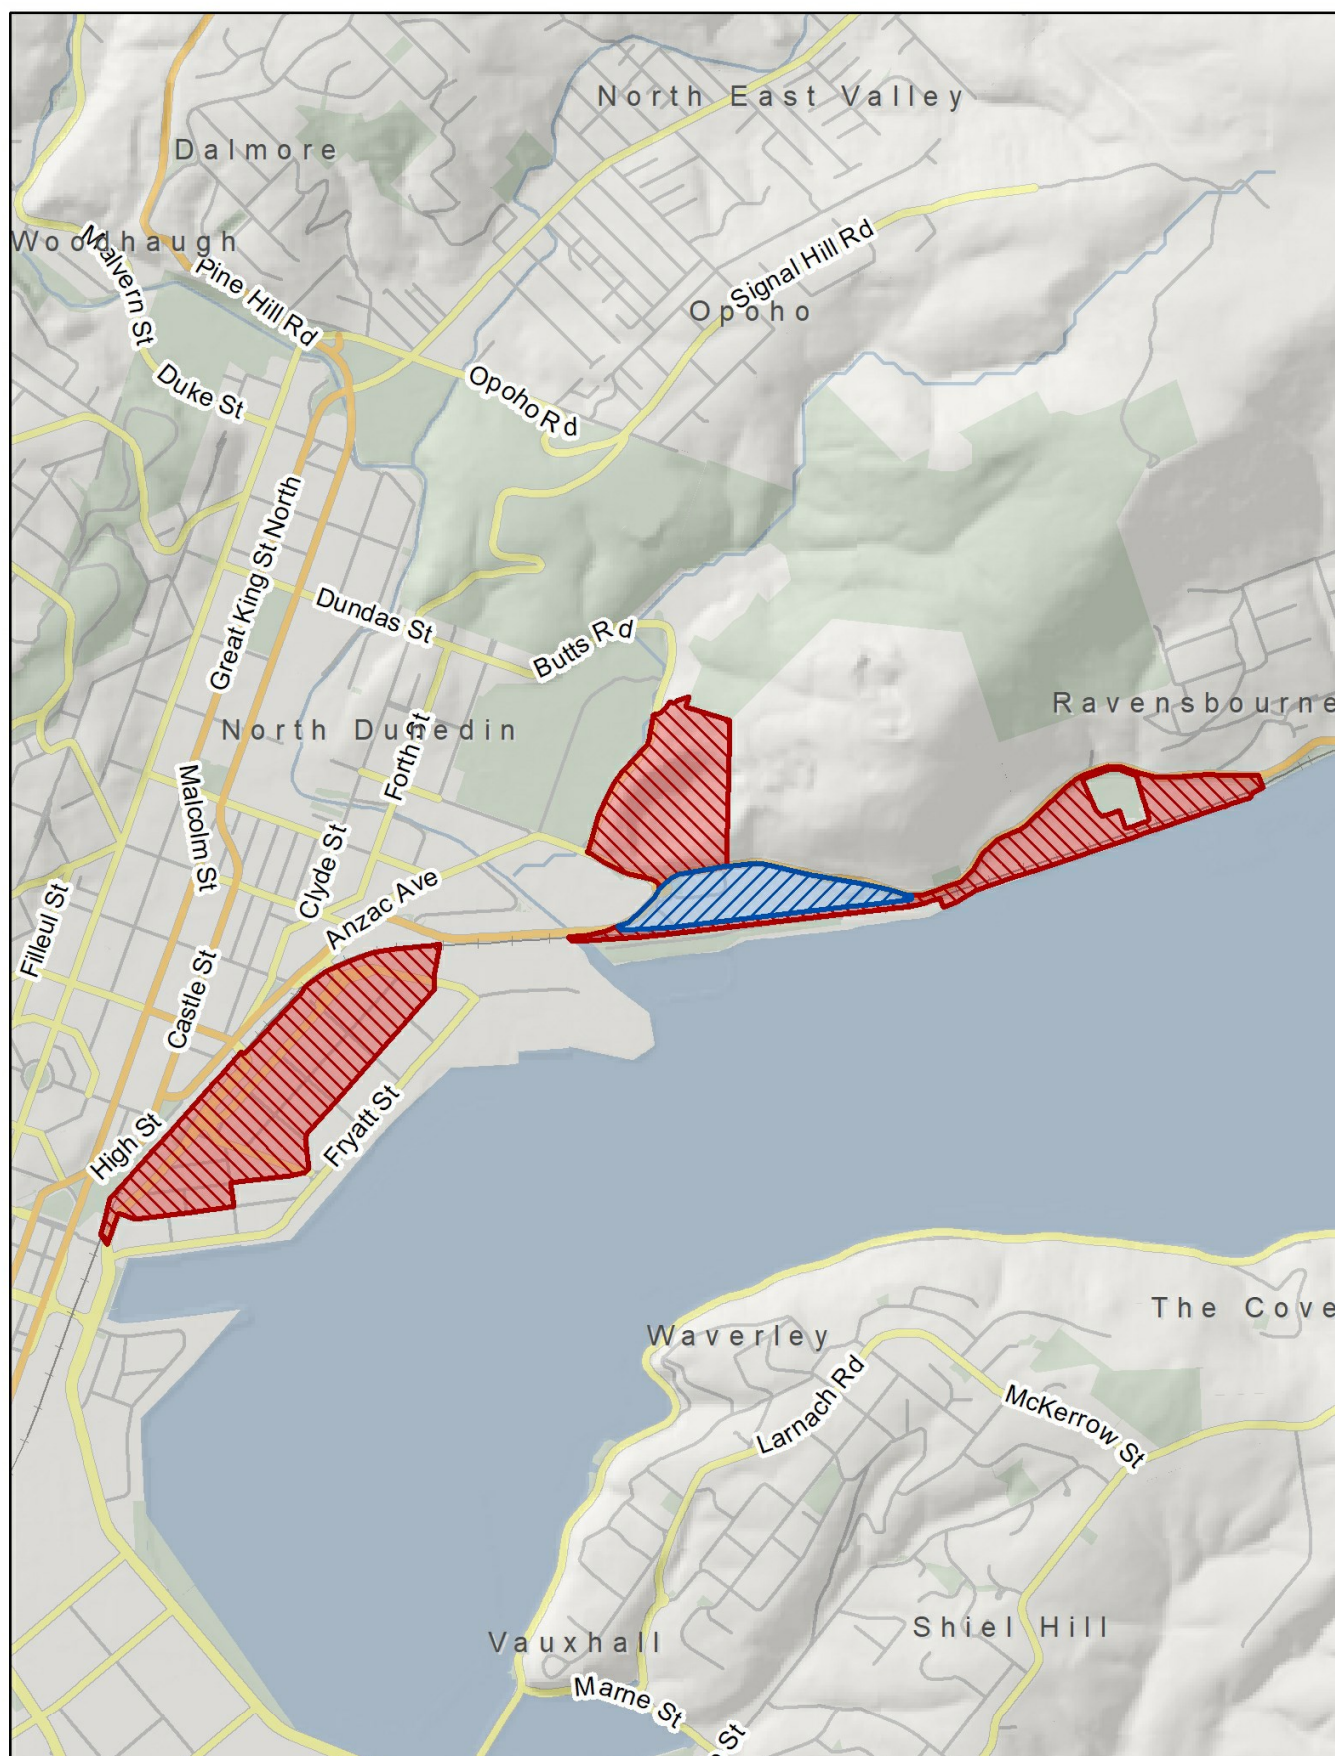 North East Valley
Dalmore
Woodhaugh
Malvern St
Pine Hill Rd
Signal Hill Rd
Opoho
Duke St
Opoho Rd
Great King St North
Dundas St
Butts Rd
Ravensbourne
North Dunedin
Forth St
Malcolm St
Clyde St
Anzac Ave
Filleul St
Castle St
High St
Fryatt St
The Cove
Waverley
Larnach Rd
McKerrow St
Shiel Hill
Vauxhall
Marne St
St